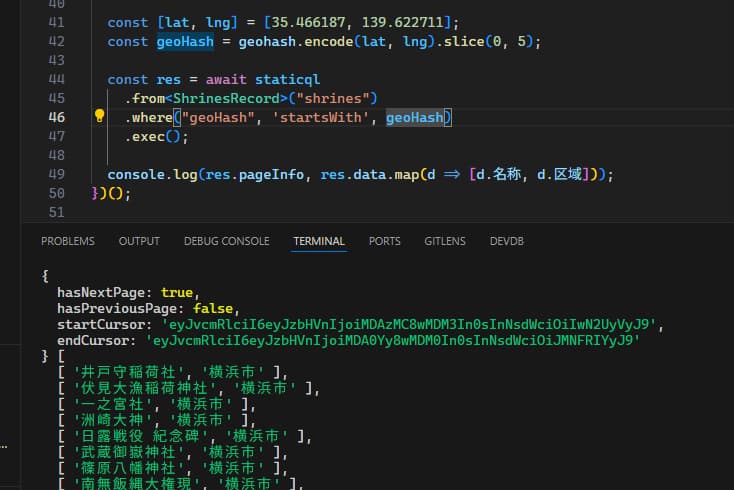 40
41 const [lat, lng] = [35.466187, 139.622711];
42 const geoHash = geohash.encode(lat, lng).slice(0, 5);
43
44 const res = await staticql
45 .from<ShrinesRecord>("shrines")
46 .where("geoHash", 'startsWith', geoHash)
47 .exec();
48
49 console.log(res.pageInfo, res.data.map(d => [d.名称, d.区域]));
50 })();
51
PROBLEMS OUTPUT DEBUG CONSOLE TERMINAL PORTS GITLENS DEVDB
{
hasNextPage: true,
hasPreviousPage: false,
startCursor: 'eyJvcmRlciI6eyJzbHVnIjoiMDAzMC8wMDM3In0sInNsdWciOiIwN2UyVyJ9',
endCursor: 'eyJvcmRlciI6eyJzbHVnIjoiMDA0Yy8wMDM0In0sInNsdWciOiJMNFRIYyJ9'
} [
[ '井戸守稲荷社', '横浜市' ],
[ '伏見大漁稲荷神社', '横浜市' ],
[ '一之宮社', '横浜市' ],
[ '洲崎大神', '横浜市' ],
[ '日露戦役 紀念碑', '横浜市' ],
[ '武蔵御嶽神社', '横浜市' ],
[ '篠原八幡神社', '横浜市' ],
[ '南無飯縄大権現', '横浜市' ],